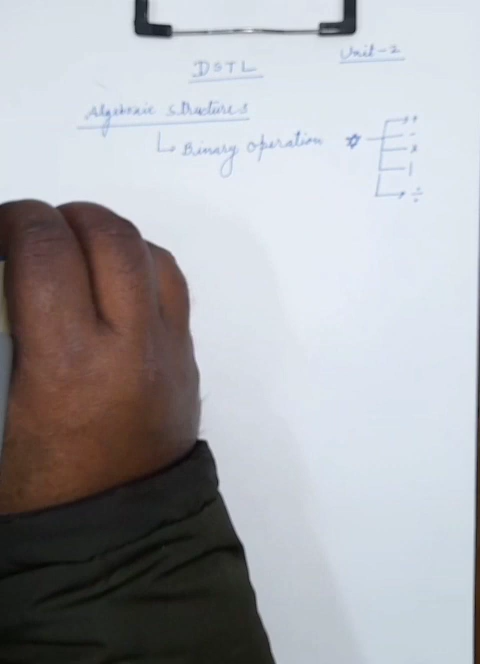 Unit-2
DSTL
Algebraic structures
↳ Binary operation ☆ +
-
×
|
÷